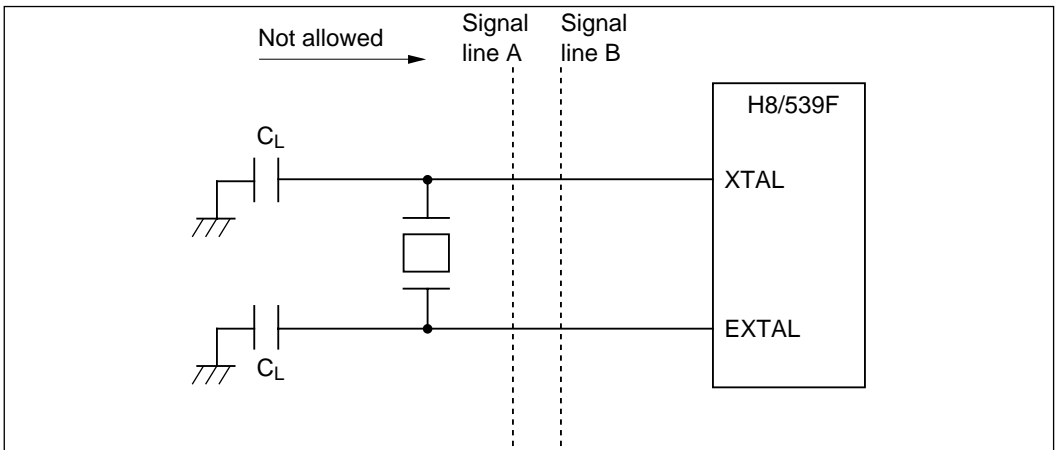 Not allowed
Signal
line A
Signal
line B
H8/539F
C_L
XTAL
EXTAL
C_L